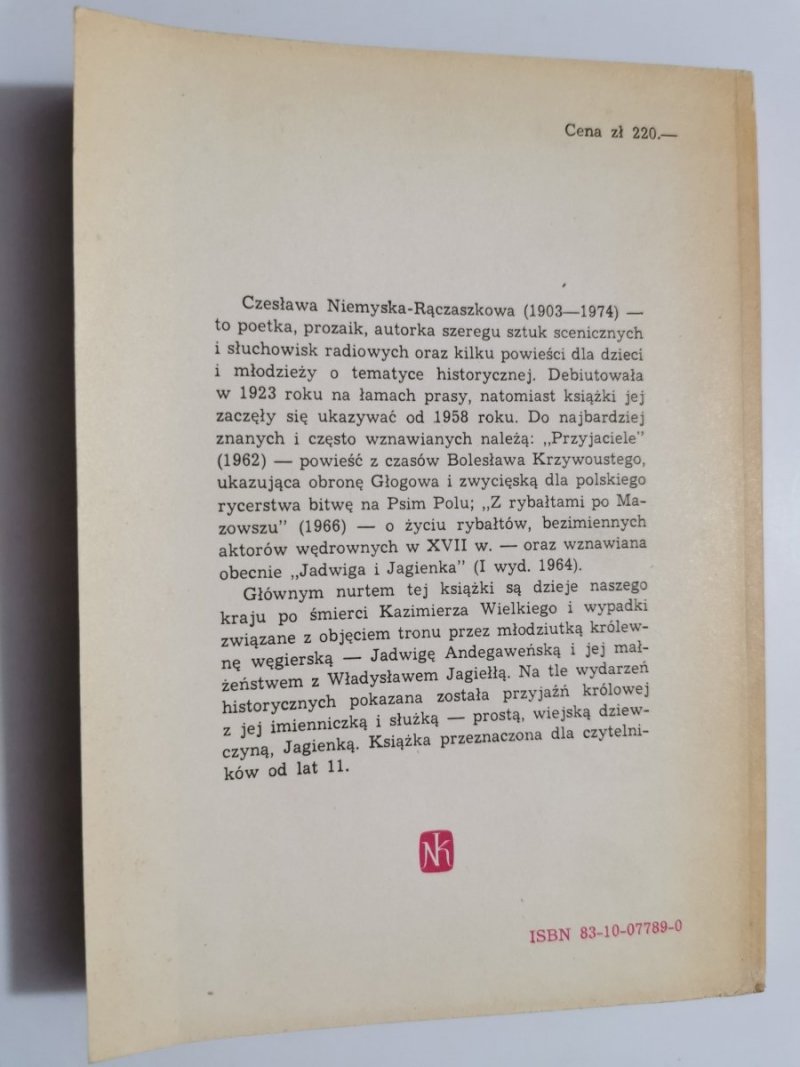 Cena zł 220.—
Czesława Niemyska-Rączaszkowa (1903—1974) —
to poetka, prozaik, autorka szeregu sztuk scenicznych
i słuchowisk radiowych oraz kilku powieści dla dzieci
i młodzieży o tematyce historycznej. Debiutowała
w 1923 roku na łamach prasy, natomiast książki jej
zaczęły się ukazywać od 1958 roku. Do najbardziej
znanych i często wznawianych należą: „Przyjaciele”
(1962) — powieść z czasów Bolesława Krzywoustego,
ukazująca obronę Głogowa i zwycięską dla polskiego
rycerstwa bitwę na Psim Polu; „Z rybałtami po Ma-
zowszu” (1966) — o życiu rybałtów, bezimiennych
aktorów wędrownych w XVII w. — oraz wznawiana
obecnie „Jadwiga i Jagienka” (I wyd. 1964).
Głównym nurtem tej książki są dzieje naszego
kraju po śmierci Kazimierza Wielkiego i wypadki
związane z objęciem tronu przez młodziutką królew-
nę węgierską — Jadwigę Andegaweńską i jej mał-
żeństwem z Władysławem Jagiełłą. Na tle wydarzeń
historycznych pokazana została przyjaźń królowej
z jej imienniczką i służką — prostą, wiejską dziew-
czyną, Jagienką. Książka przeznaczona dla czytelni-
ków od lat 11.
NK
ISBN 83-10-07789-0